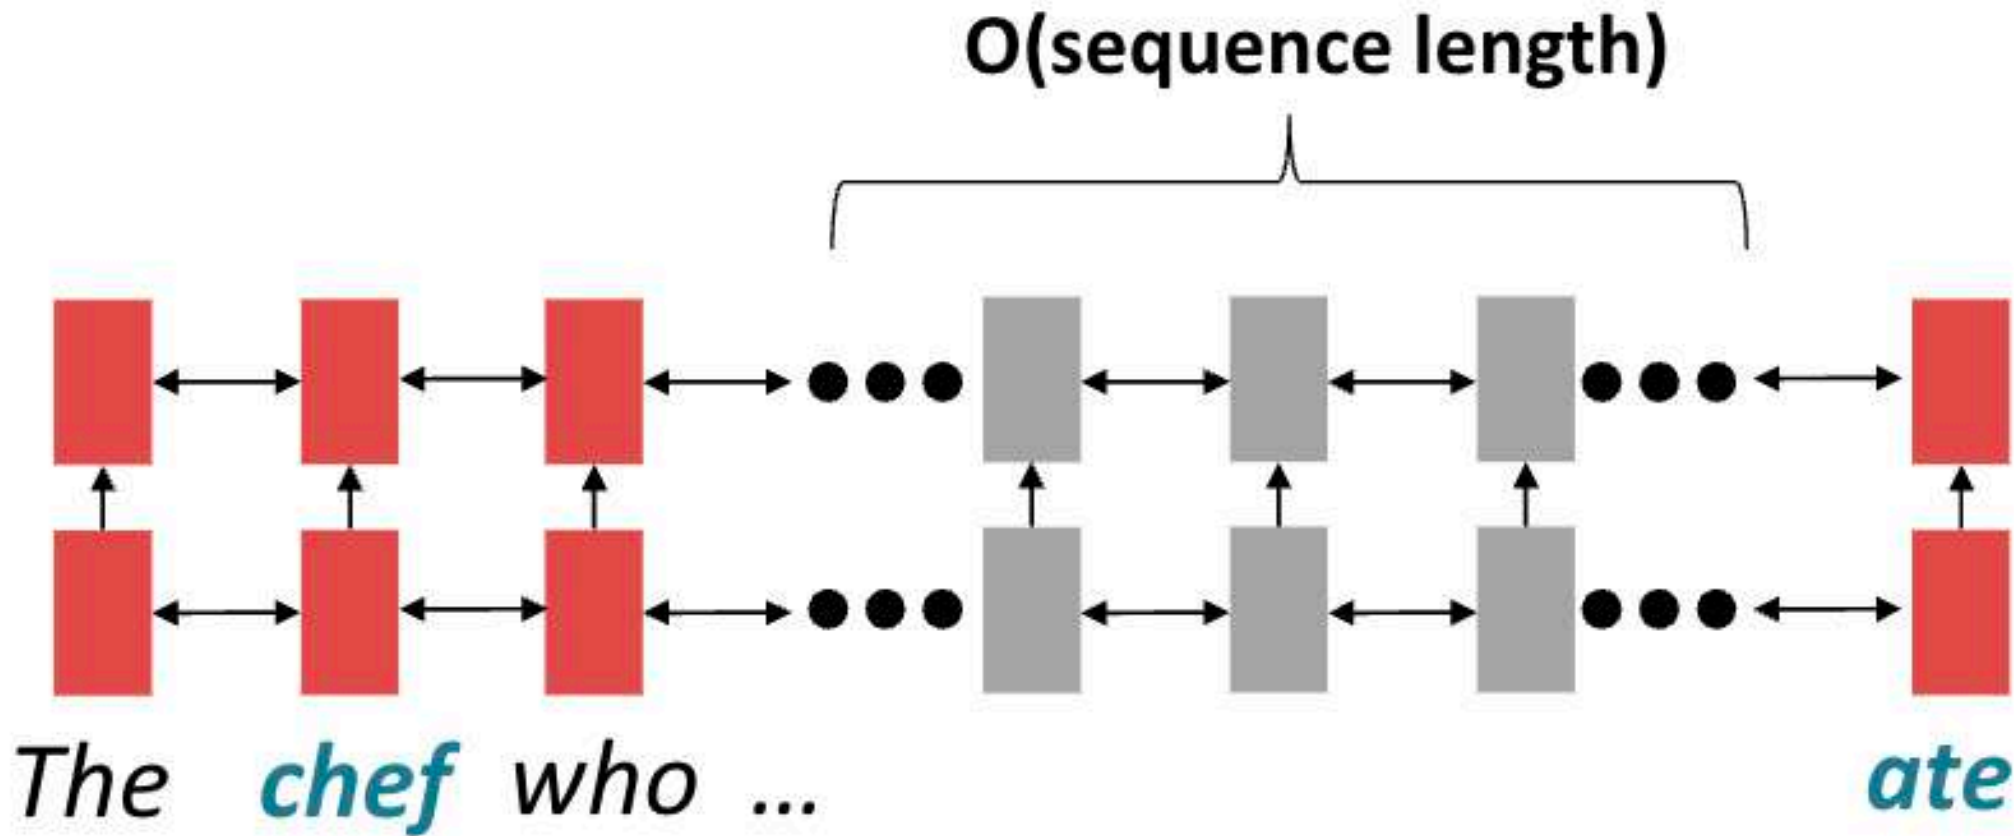 O(sequence length)
The chef who ... ate